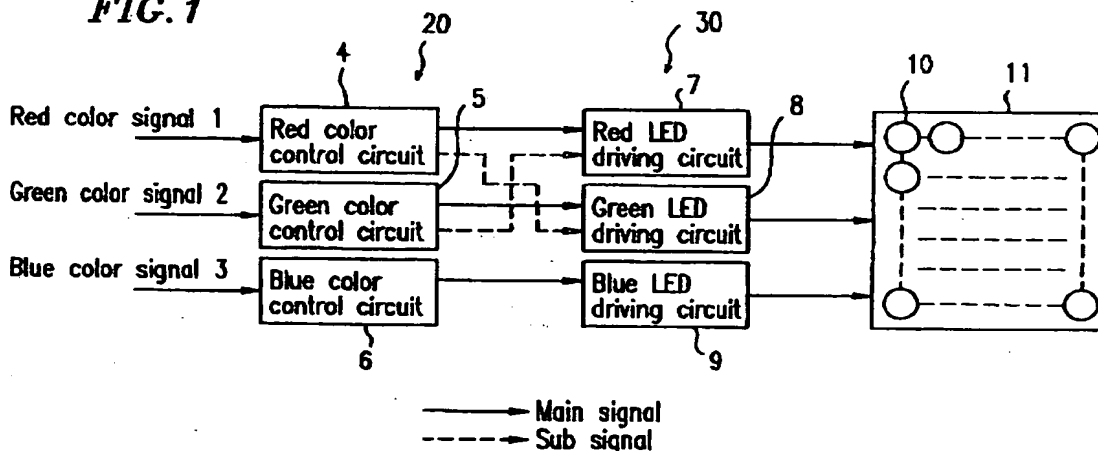 FIG. 1
20
30
4
5
7
8
10
11
Red color signal 1
Red color
control circuit
Red LED
driving circuit
Green color signal 2
Green color
control circuit
Green LED
driving circuit
Blue color signal 3
Blue color
control circuit
Blue LED
driving circuit
6
9
Main signal
Sub signal